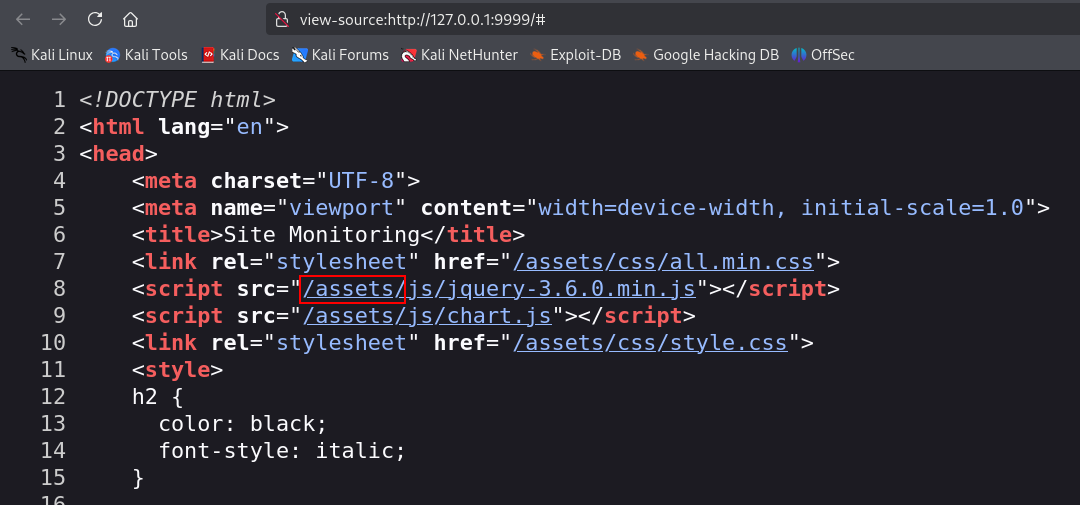 view-source:http://127.0.0.1:9999/#
Kali Linux Kali Tools Kali Docs Kali Forums Kali NetHunter Exploit-DB Google Hacking DB OffSec
1 <!DOCTYPE html>
2 <html lang="en">
3 <head>
4 <meta charset="UTF-8">
5 <meta name="viewport" content="width=device-width, initial-scale=1.0">
6 <title>Site Monitoring</title>
7 <link rel="stylesheet" href="/assets/css/all.min.css">
8 <script src="/assets/js/jquery-3.6.0.min.js"></script>
9 <script src="/assets/js/chart.js"></script>
10 <link rel="stylesheet" href="/assets/css/style.css">
11 <style>
12 h2 {
13 color: black;
14 font-style: italic;
15 }
16